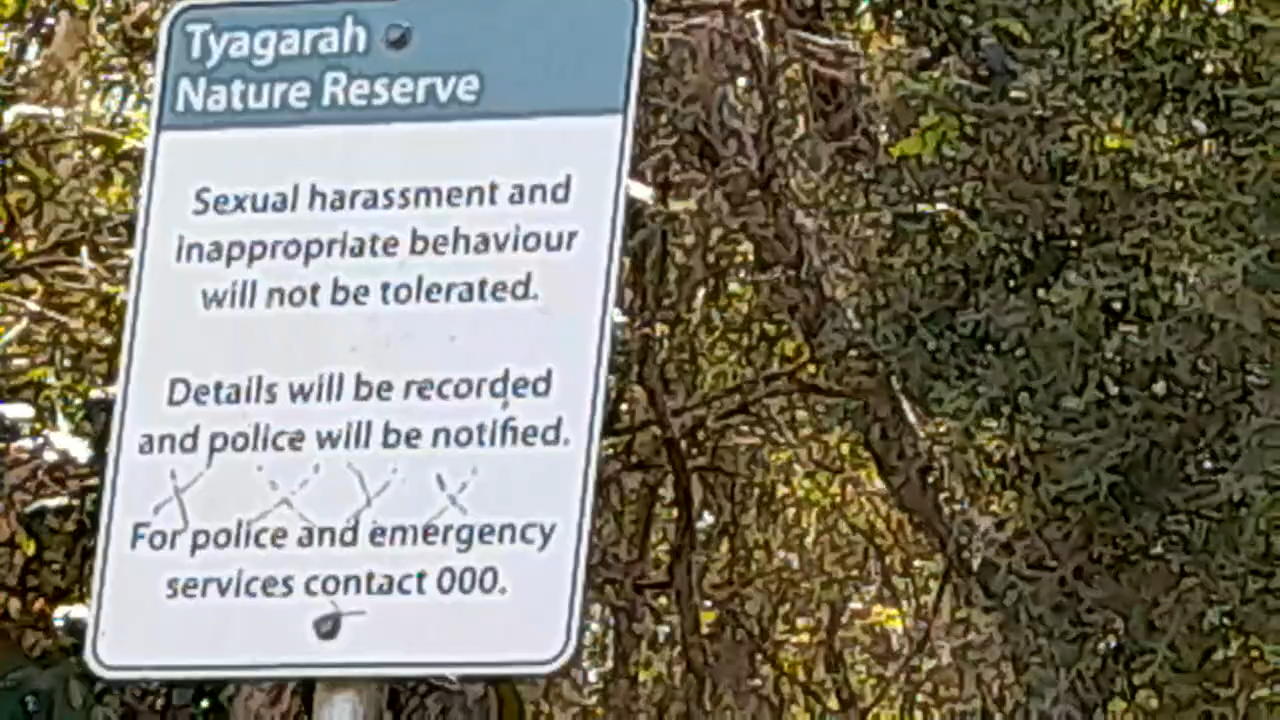 Tyagarah
Nature Reserve
Sexual harassment and
inappropriate behaviour
will not be tolerated.
Details will be recorded
and police will be notified.
For police and emergency
services contact 000.